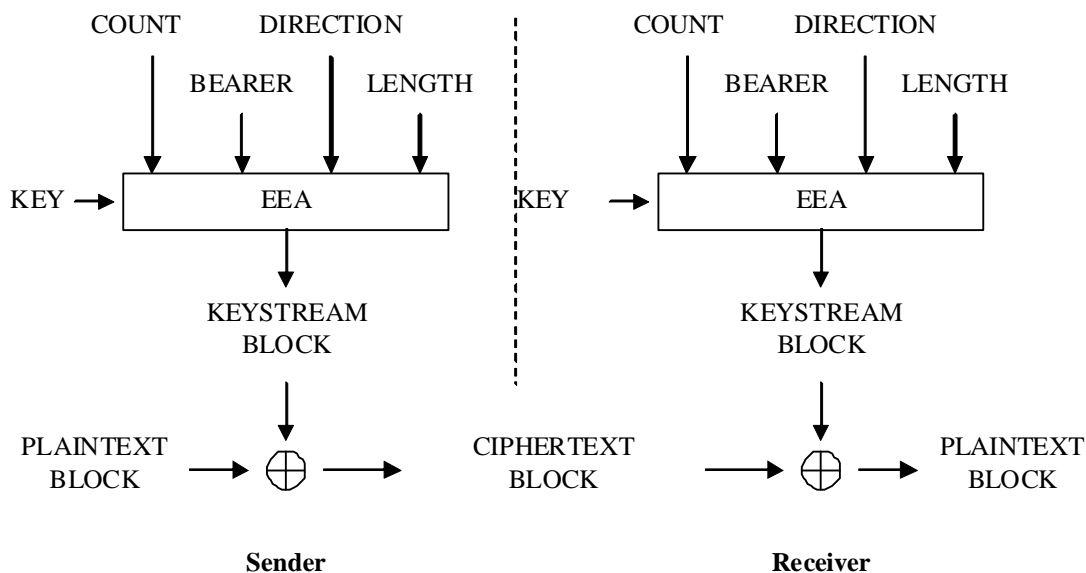 COUNT DIRECTION COUNT DIRECTION
BEARER LENGTH BEARER LENGTH
KEY EEA KEY EEA
KEYSTREAM KEYSTREAM
BLOCK BLOCK
PLAINTEXT CIPHERTEXT PLAINTEXT
BLOCK BLOCK BLOCK
Sender Receiver